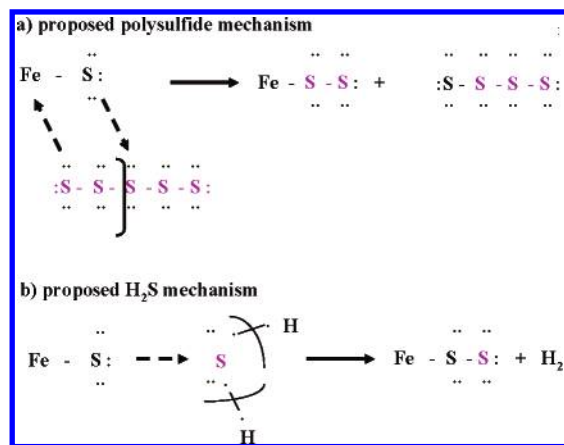 a) proposed polysulfide mechanism
Fe - S: Fe - S - S: + :S - S - S - S:
:S - S - S - S - S:
b) proposed H₂S mechanism
H
Fe - S: S Fe - S - S: + H₂
H